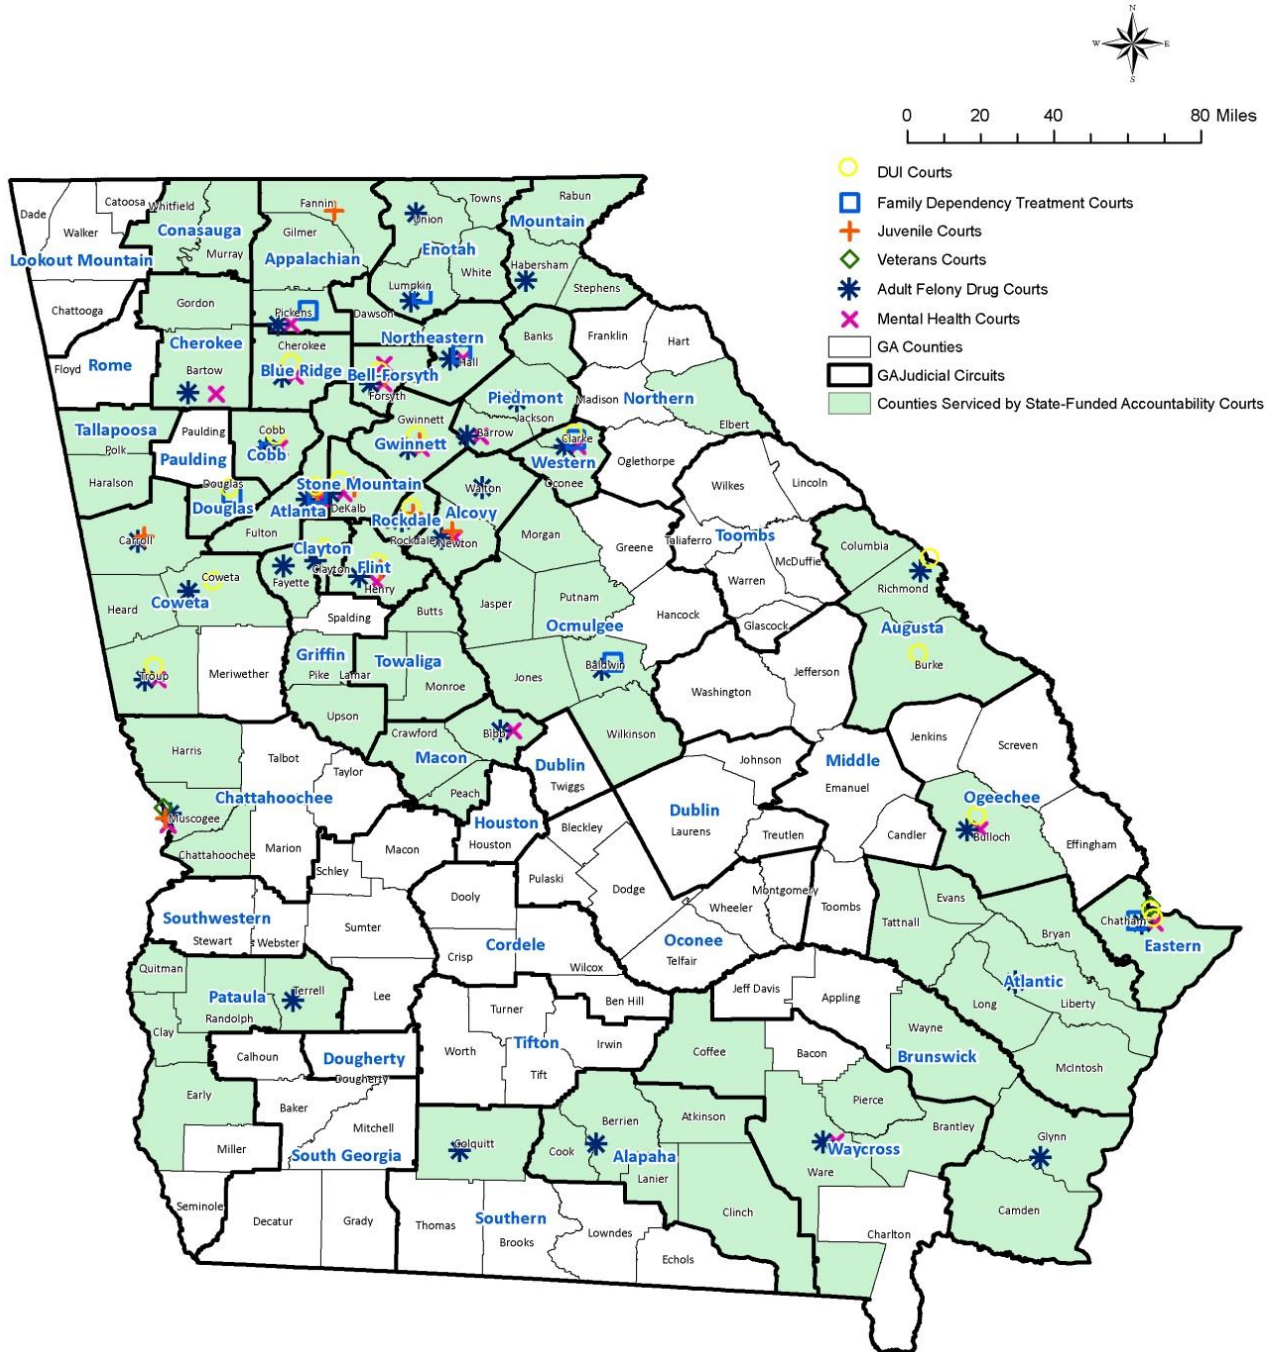 N
W E
S
0 20 40 80 Miles
DUI Courts
Family Dependency Treatment Courts
Juvenile Courts
Veterans Courts
Adult Felony Drug Courts
Mental Health Courts
GA Counties
GAJudicial Circuits
Counties Serviced by State-Funded Accountability Courts
Dade
Catoosa
Walker
Whitfield
Conasauga
Murray
Lookout Mountain
Chattooga
Fannin
Gilmer
Appalachian
Pickens
Union
Towns
Enotah
White
Lumpkin
Rabun
Mountain
Habersham
Stephens
Gordon
Cherokee
Bartow
Floyd
Rome
Dawson
Cherokee
Blue Ridge
Northeastern
Hall
Bell-Forsyth
Forsyth
Banks
Franklin
Hart
Piedmont
Jackson
Madison
Northern
Elbert
Tallapoosa
Polk
Haralson
Paulding
Paulding
Cobb
Cobb
Gwinnett
Gwinnett
Barrow
Clarke
Western
Oconee
Oglethorpe
Wilkes
Lincoln
Douglas
Douglas
Stone Mountain
Atlanta
DeKalb
Fulton
Rockdale
Rockdale
Walton
Alcovy
Newton
Morgan
Greene
Taliaferro
Toombs
McDuffie
Warren
Columbia
Richmond
Carroll
Clayton
Clayton
Fayette
Flint
Henry
Coweta
Heard
Coweta
Spalding
Butts
Jasper
Putnam
Ocmulgee
Hancock
Glascock
Augusta
Burke
Troup
Meriwether
Griffin
Pike
Lamar
Towaliga
Monroe
Jones
Baldwin
Washington
Jefferson
Upson
Crawford
Bibb
Macon
Peach
Wilkinson
Dublin
Twiggs
Johnson
Jenkins
Screven
Harris
Talbot
Taylor
Chattahoochee
Muscogee
Chattahoochee
Marion
Macon
Schley
Houston
Houston
Bleckley
Dublin
Laurens
Treutlen
Middle
Emanuel
Candler
Ogeechee
Bulloch
Effingham
Dooly
Pulaski
Dodge
Wheeler
Montgomery
Toombs
Tattnall
Evans
Bryan
Chatham
Eastern
Southwestern
Stewart
Webster
Sumter
Cordele
Crisp
Wilcox
Oconee
Telfair
Quitman
Pataula
Terrell
Randolph
Clay
Lee
Turner
Ben Hill
Jeff Davis
Appling
Long
Atlantic
Liberty
McIntosh
Calhoun
Dougherty
Dougherty
Worth
Tifton
Irwin
Tift
Coffee
Bacon
Wayne
Brunswick
Early
Baker
Mitchell
Miller
South Georgia
Colquitt
Berrien
Cook
Alapaha
Lanier
Atkinson
Pierce
Brantley
Waycross
Ware
Glynn
Camden
Seminole
Decatur
Grady
Thomas
Southern
Brooks
Lowndes
Echols
Clinch
Charlton